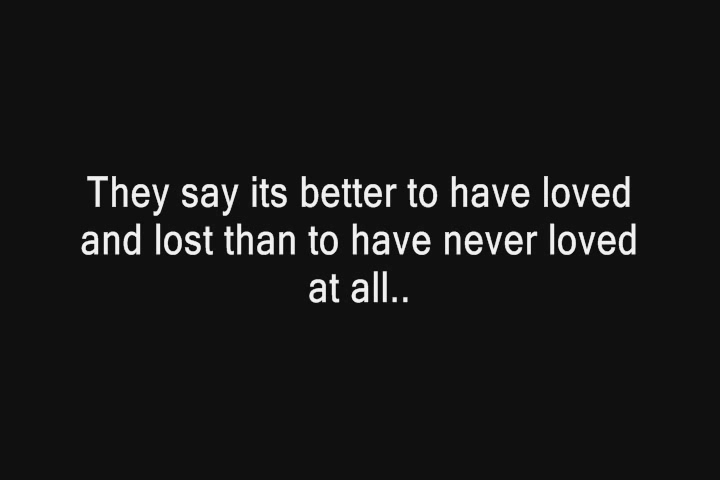 They say its better to have loved
and lost than to have never loved
at all..